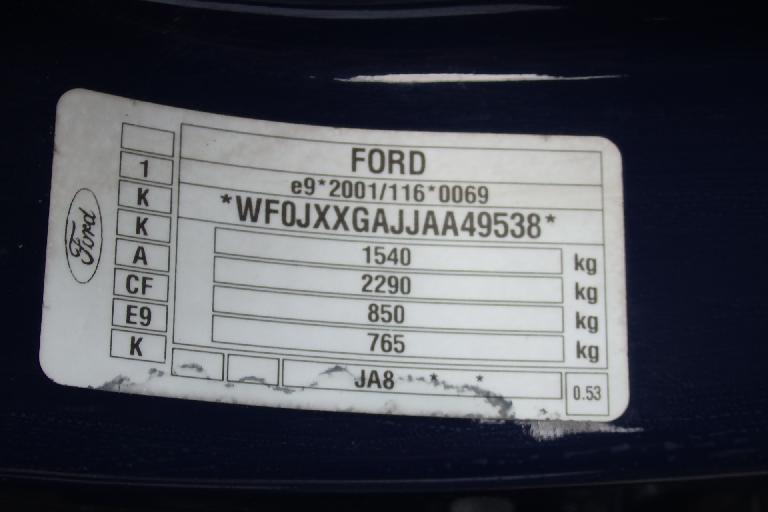 Ford
1
K
K
A
CF
E9
K
FORD
e9*2001/116*0069
*WF0JXXGAJJAA49538*
1540 kg
2290 kg
850 kg
765 kg
JA8 * *
0.53